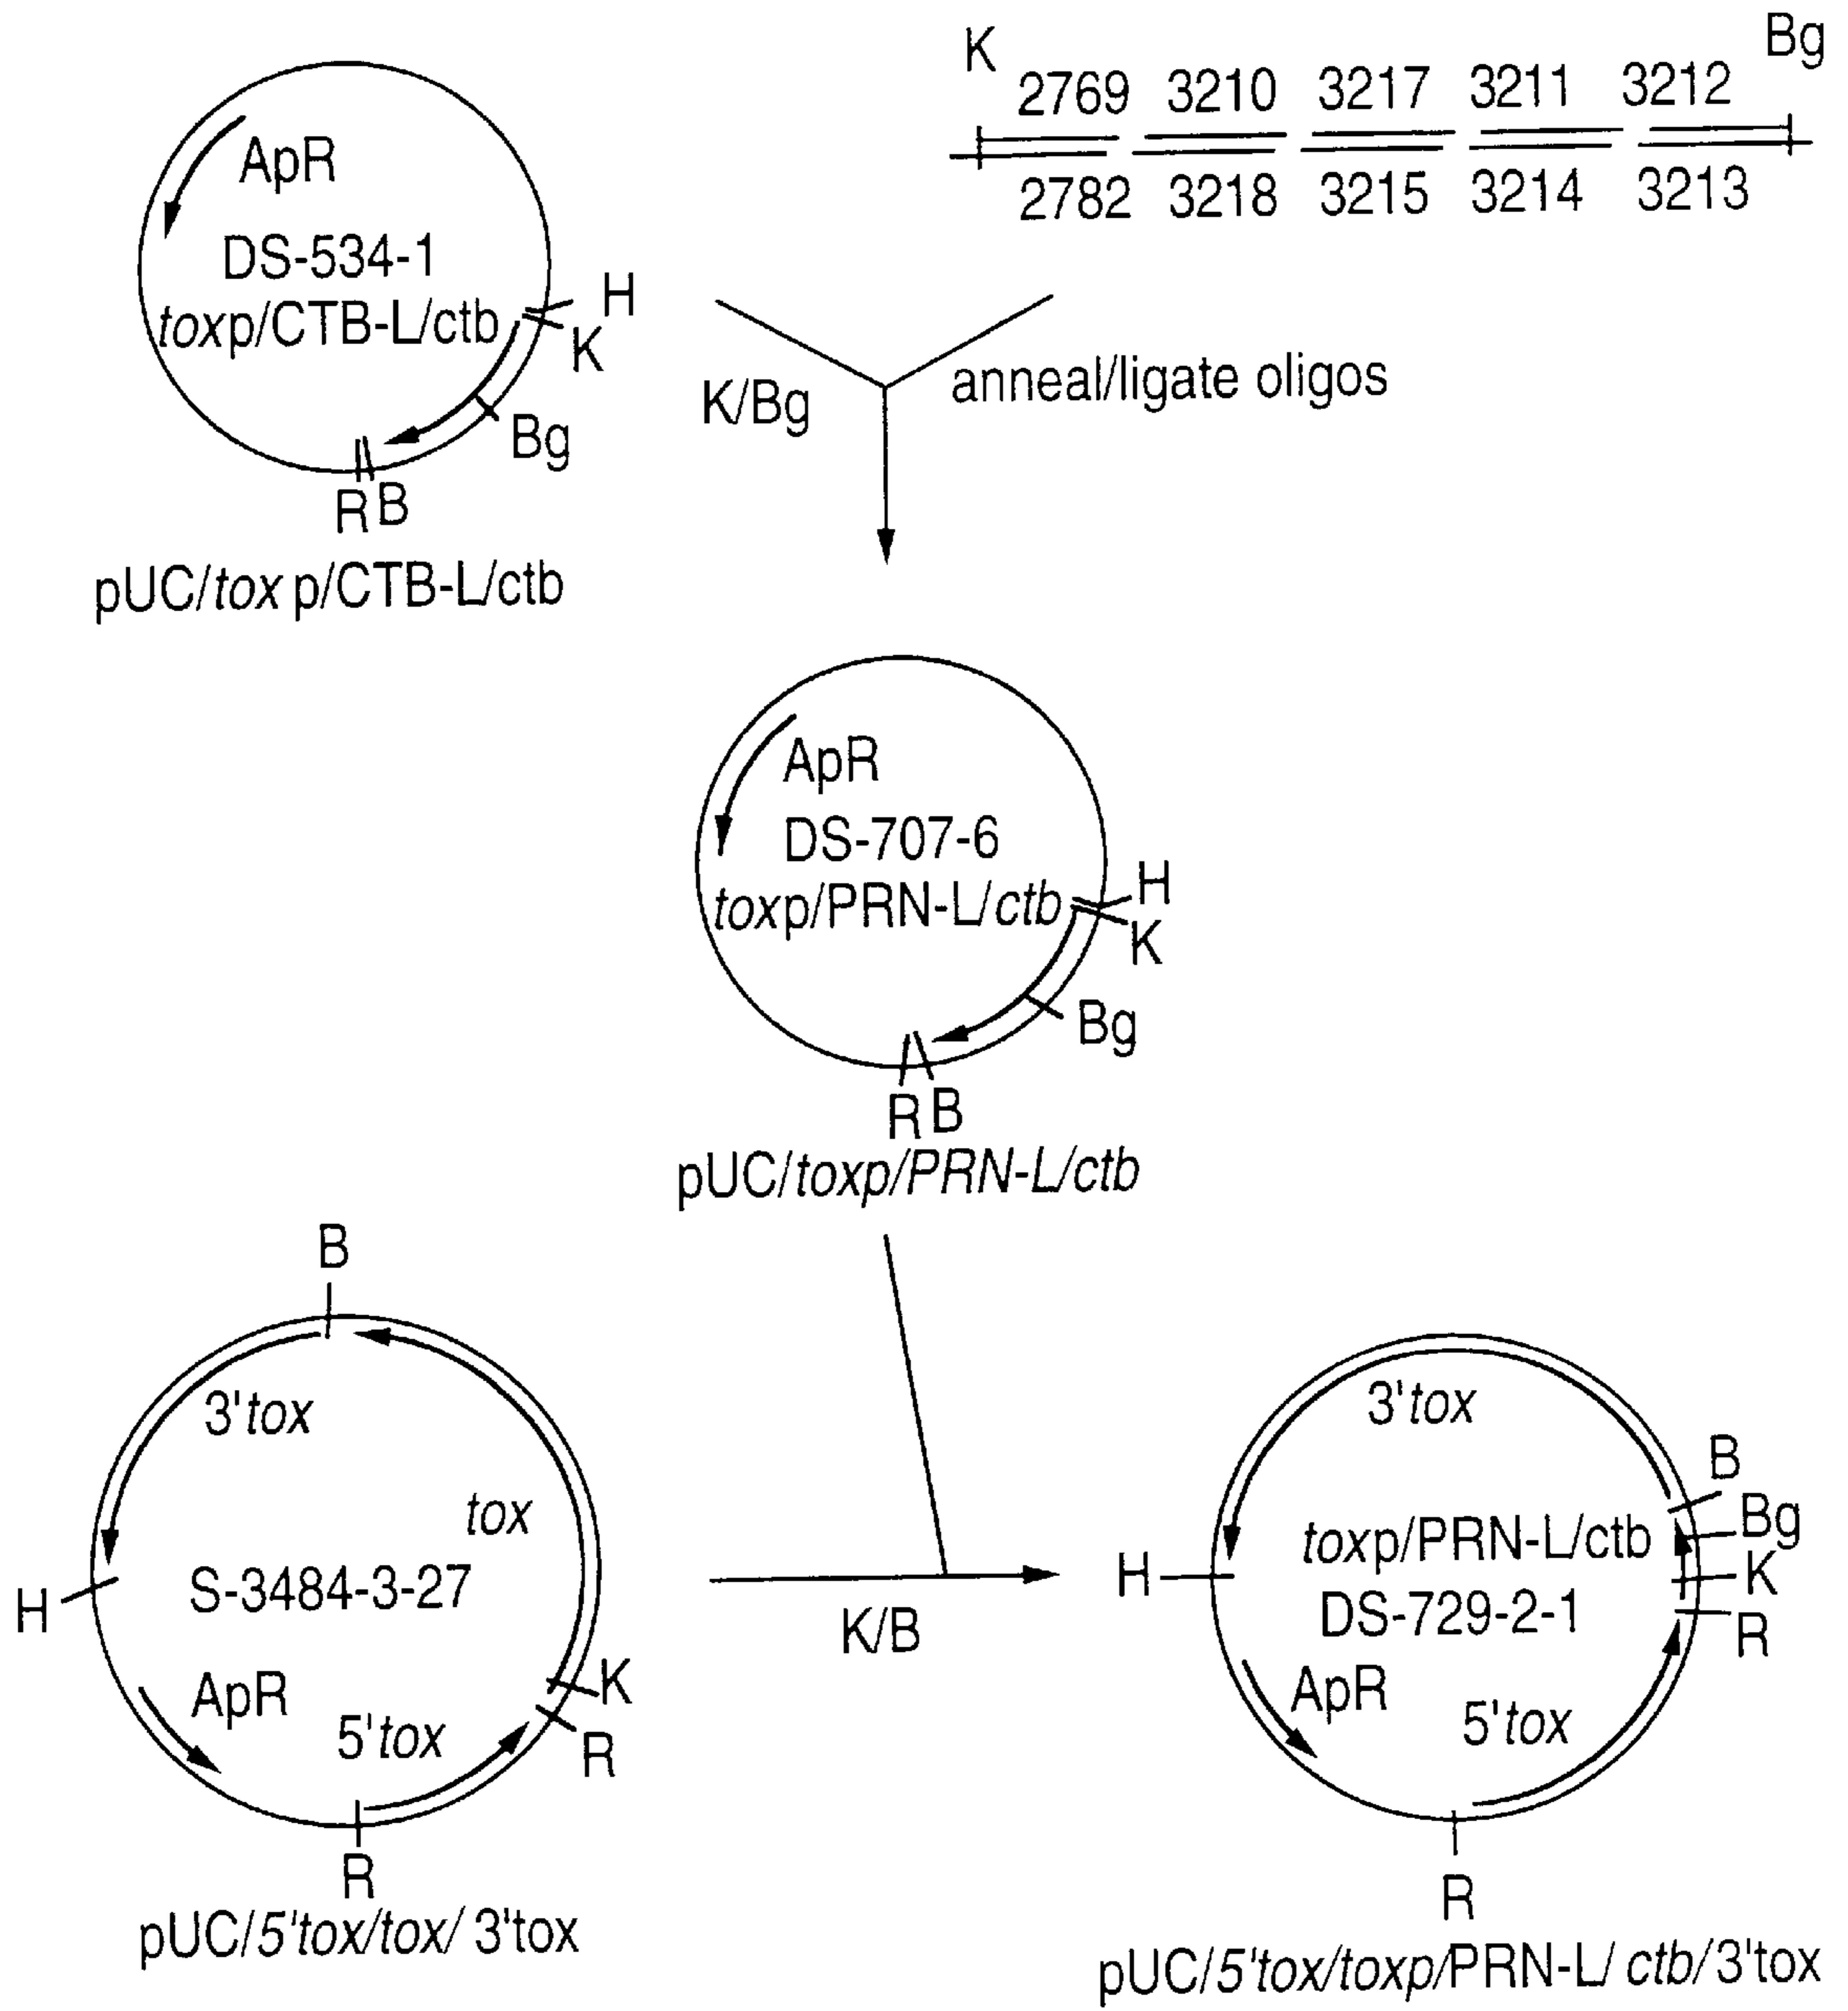 K
Bg
2769 3210 3217 3211 3212
2782 3218 3215 3214 3213
ApR
DS-534-1
toxp/CTB-L/ctb
H
K
Bg
R B
pUC/tox p/CTB-L/ctb
K/Bg
anneal/ligate oligos
ApR
DS-707-6
toxp/PRN-L/ctb
H
K
Bg
R B
pUC/toxp/PRN-L/ctb
B
3'tox
tox
S-3484-3-27
H
ApR
5'tox
K
R
R
pUC/5'tox/tox/ 3'tox
K/B
3'tox
B
Bg
K
R
toxp/PRN-L/ctb
DS-729-2-1
H
ApR
5'tox
R
pUC/5'tox/toxp/PRN-L/ ctb/3'tox